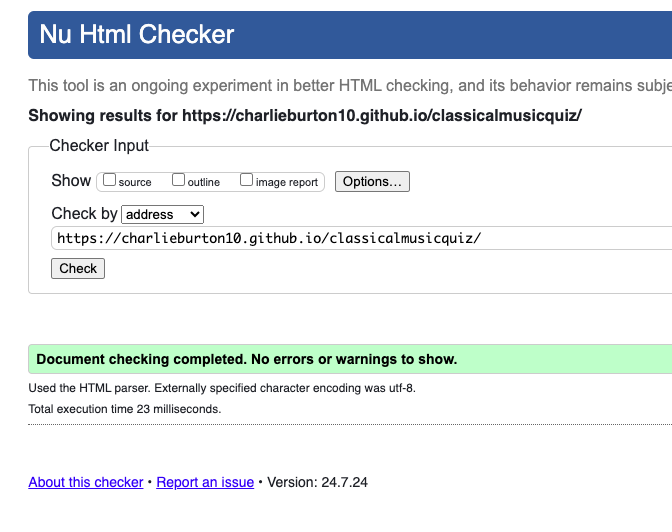 Nu Html Checker
This tool is an ongoing experiment in better HTML checking, and its behavior remains subje
Showing results for https://charlieburton10.github.io/classicalmusicquiz/
Checker Input
Show source outline image report Options...
Check by address
https://charlieburton10.github.io/classicalmusicquiz/
Check
Document checking completed. No errors or warnings to show.
Used the HTML parser. Externally specified character encoding was utf-8.
Total execution time 23 milliseconds.
About this checker • Report an issue • Version: 24.7.24